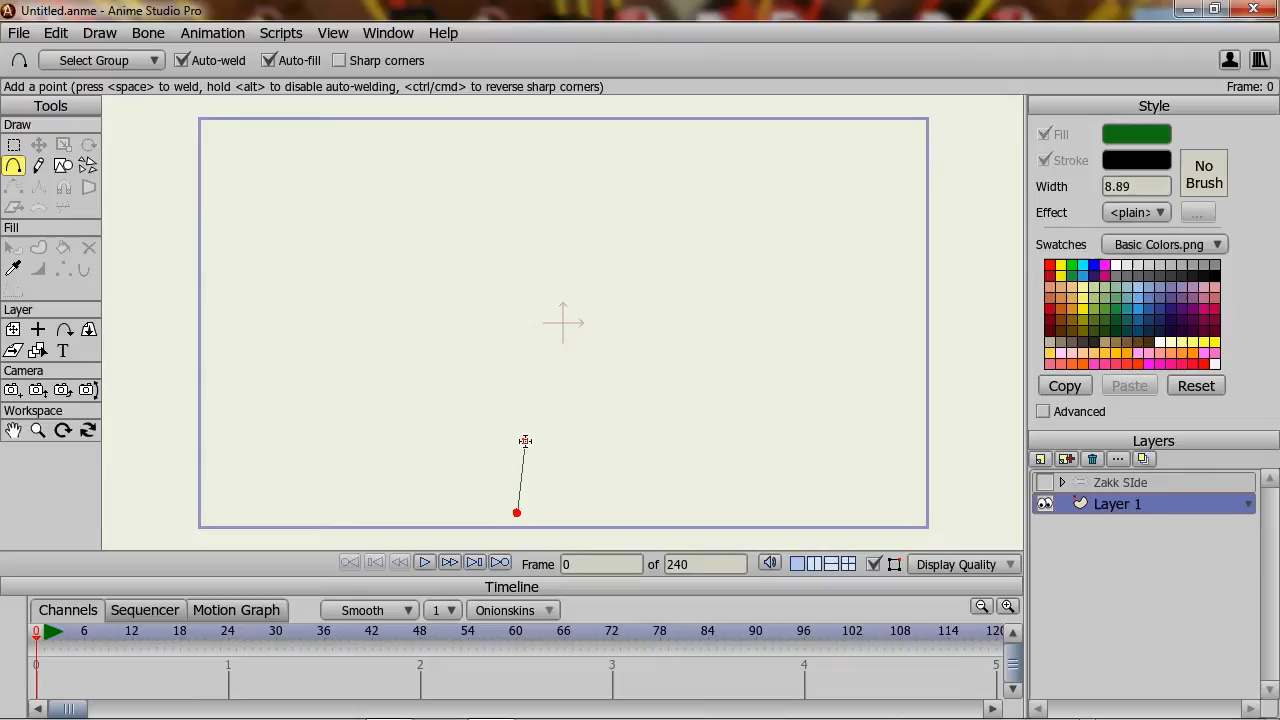 Untitled.anme - Anime Studio Pro
File Edit Draw Bone Animation Scripts View Window Help
Select Group Auto-weld Auto-fill Sharp corners
Add a point (press <space> to weld, hold <alt> to disable auto-welding, <ctrl/cmd> to reverse sharp corners) Frame: 0
Tools
Draw
Fill
Layer
T
Camera
Workspace
Style
Fill
Stroke
No Brush
Width 8.89
Effect <plain> ...
Swatches Basic Colors.png
Copy Paste Reset
Advanced
Layers
Zakk SIde
Layer 1
Frame 0 of 240 Display Quality
Timeline
Channels Sequencer Motion Graph Smooth 1 Onionskins
0 6 12 18 24 30 36 42 48 54 60 66 72 78 84 90 96 102 108 114 120
0 1 2 3 4 5